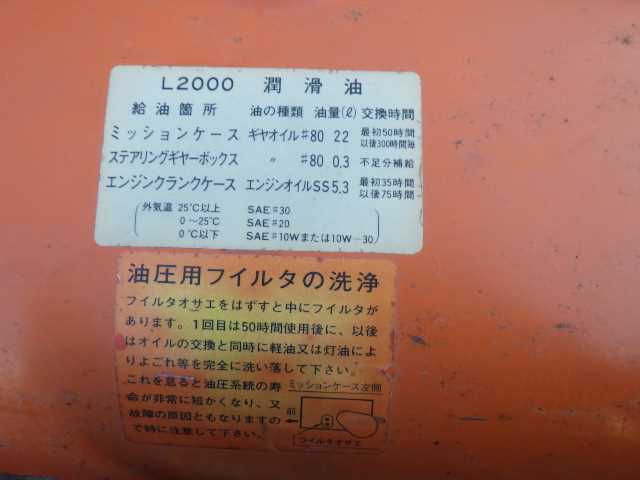 L2000 潤滑油
給油箇所 油の種類 油量(ℓ) 交換時間
ミッションケース ギヤオイル#80 22 最初50時間 以後300時間毎
ステアリングギヤーボックス 〃 #80 0.3 不足分補給
エンジンクランクケース エンジンオイルSS 5.3 最初35時間 以後75時間
外気温 25℃以上 SAE#30
0～25℃ SAE#20
0℃以下 SAE#10Wまたは10W-30
油圧用フイルタの洗浄
フイルタオサエをはずすと中にフイルタが
あります。1回目は50時間使用後に、以後
はオイルの交換と同時に軽油又は灯油によ
りよごれ等を完全に洗い落して下さい。
これを怠ると油圧系統の寿
命が非常に短かくなり、又
故障の原因ともなりますの
で特に注意して下さい。
ミッションケース左側
前
フイルタオサエ